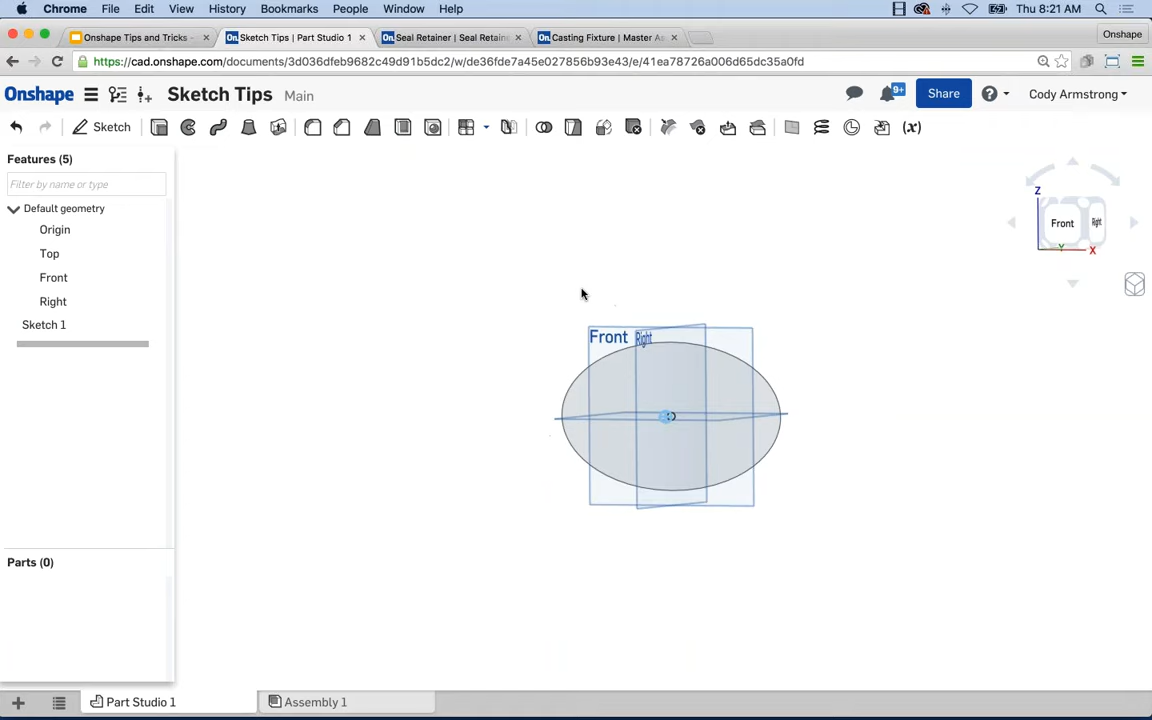 Chrome File Edit View History Bookmarks People Window Help Thu 8:21 AM
Onshape Tips and Tricks - Sketch Tips | Part Studio 1 Seal Retainer | Seal Retaine Casting Fixture | Master As Onshape
https://cad.onshape.com/documents/3d036dfeb9682c49d91b5dc2/w/de36fde7a45e027856b93e43/e/41ea78726a006d65dc35a0fd
Onshape Sketch Tips Main 9+ Share Cody Armstrong
Sketch (x)
Features (5)
Filter by name or type
Default geometry
Origin
Top
Front
Right
Sketch 1
Z
Front Right
Y X
Front Right
Parts (0)
Part Studio 1 Assembly 1